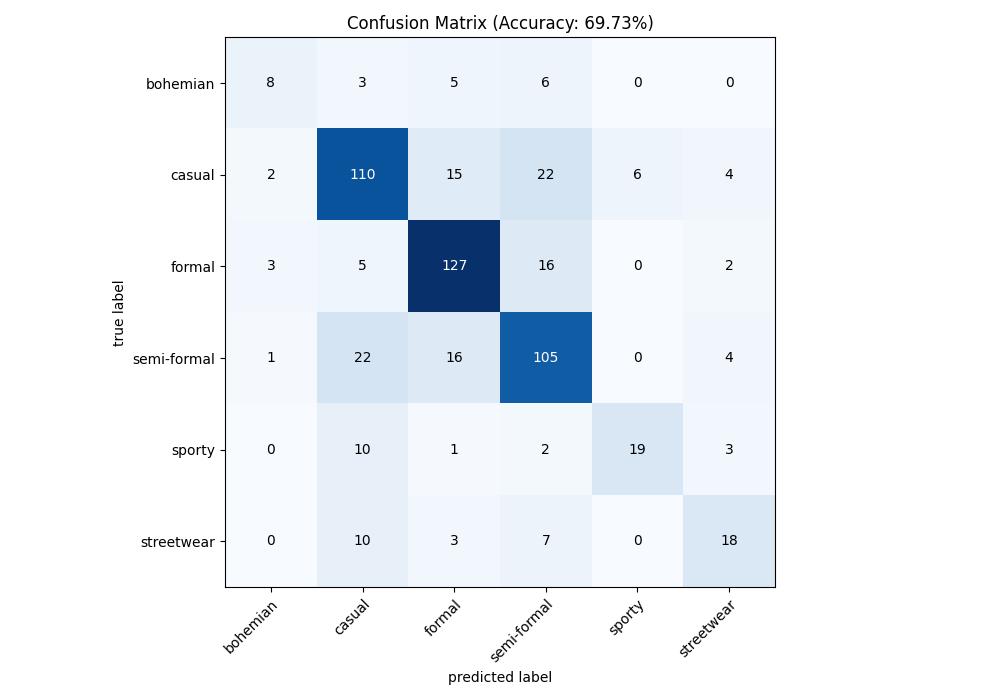 Confusion Matrix (Accuracy: 69.73%)
bohemian 8 3 5 6 0 0
casual 2 110 15 22 6 4
formal 3 5 127 16 0 2
true label
semi-formal 1 22 16 105 0 4
sporty 0 10 1 2 19 3
streetwear 0 10 3 7 0 18
bohemian casual formal semi-formal sporty streetwear
predicted label